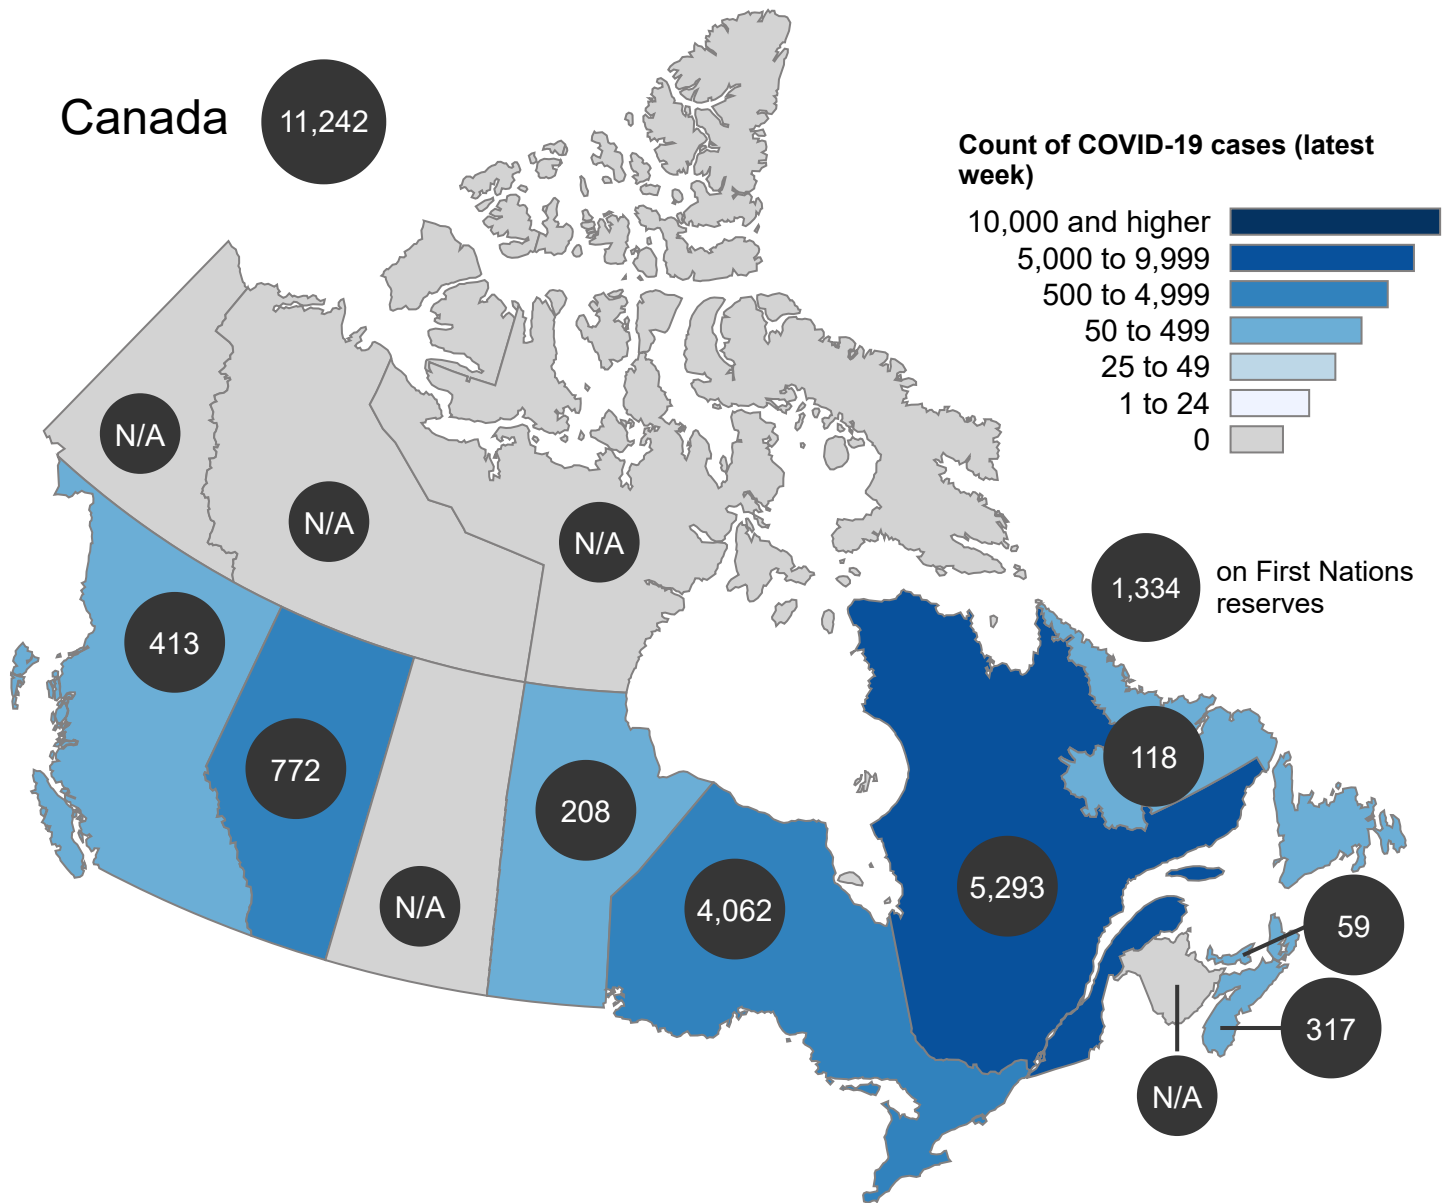 Canada
11,242
Count of COVID-19 cases (latest
week)
10,000 and higher
5,000 to 9,999
500 to 4,999
50 to 499
25 to 49
1 to 24
0
N/A
N/A
N/A
1,334
on First Nations
reserves
413
772
N/A
208
4,062
5,293
118
59
317
N/A